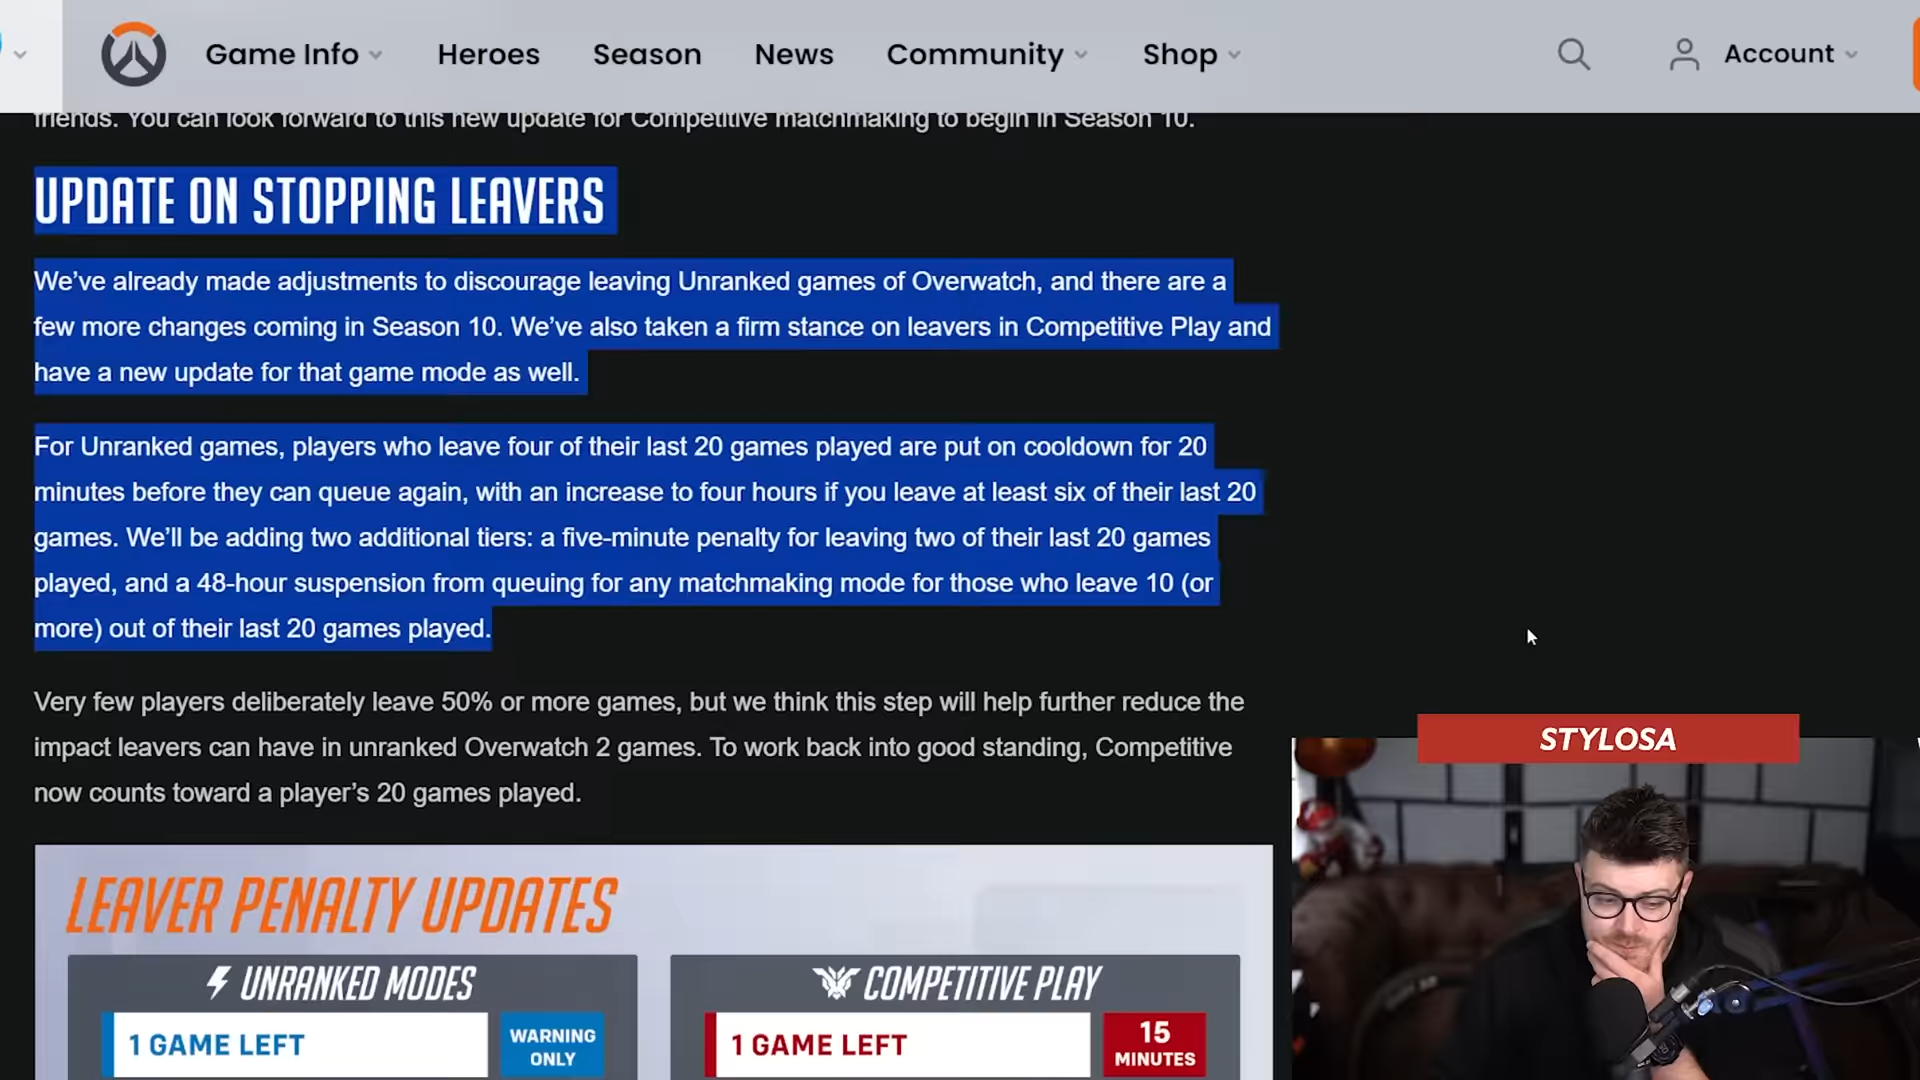 Game Info
Heroes
Season
News
Community
Shop
Account
friends. You can look forward to this new update for Competitive matchmaking to begin in Season 10.
UPDATE ON STOPPING LEAVERS
We’ve already made adjustments to discourage leaving Unranked games of Overwatch, and there are a
few more changes coming in Season 10. We’ve also taken a firm stance on leavers in Competitive Play and
have a new update for that game mode as well.
For Unranked games, players who leave four of their last 20 games played are put on cooldown for 20
minutes before they can queue again, with an increase to four hours if you leave at least six of their last 20
games. We’ll be adding two additional tiers: a five-minute penalty for leaving two of their last 20 games
played, and a 48-hour suspension from queuing for any matchmaking mode for those who leave 10 (or
more) out of their last 20 games played.
Very few players deliberately leave 50% or more games, but we think this step will help further reduce the
impact leavers can have in unranked Overwatch 2 games. To work back into good standing, Competitive
now counts toward a player’s 20 games played.
STYLOSA
LEAVER PENALTY UPDATES
UNRANKED MODES
1 GAME LEFT
WARNING
ONLY
COMPETITIVE PLAY
1 GAME LEFT
15
MINUTES